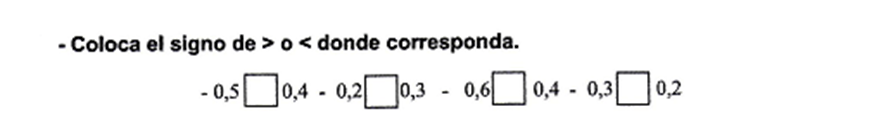 - Coloca el signo de > o < donde corresponda.
- 0,5 □ 0,4 - 0,2 □ 0,3 - 0,6 □ 0,4 - 0,3 □ 0,2